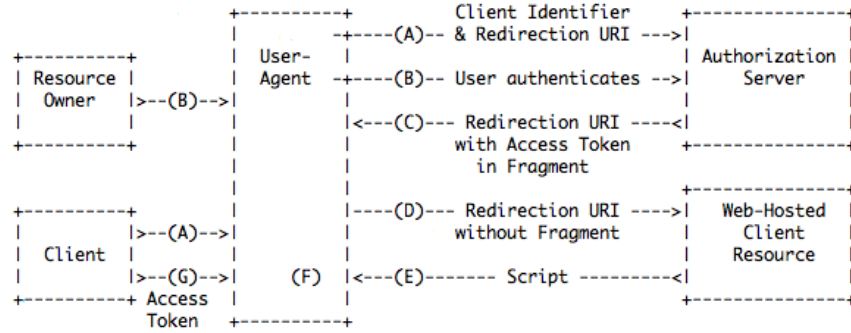 +----------+ Client Identifier +---------------+
| -+----(A)-- & Redirection URI --->| |
+-----------+ | User- | | Authorization |
| Resource | | Agent -+----(B)-- User authenticates -->| Server |
| Owner |>--(B)-->| | | |
| | | |<---(C)--- Redirection URI ----<| |
+-----------+ | | with Access Token +---------------+
| | in Fragment
| | +---------------+
+-----------+ | |----(D)--- Redirection URI ---->| Web-Hosted |
| |>--(A)-->| | without Fragment | Client |
| Client | | | | Resource |
| |>--(G)-->| (F) |<---(E)------- Script ---------<| |
+-----------+ Access | | +---------------+
Token +----------+